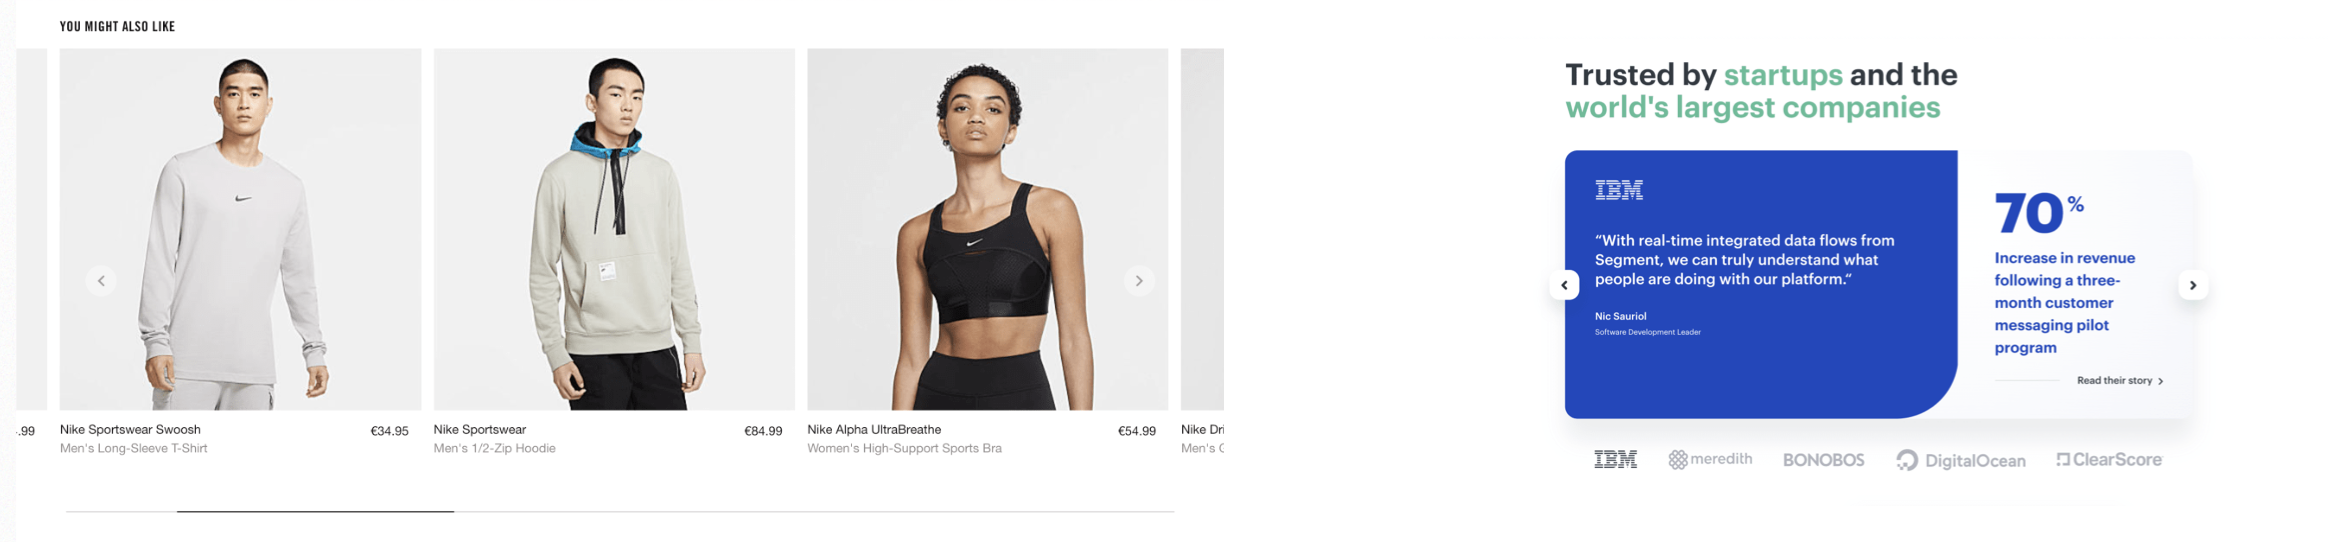 YOU MIGHT ALSO LIKE
.99
Nike Sportswear Swoosh
€34.95
Men's Long-Sleeve T-Shirt
Nike Sportswear
€84.99
Men's 1/2-Zip Hoodie
Nike Alpha UltraBreathe
€54.99
Women's High-Support Sports Bra
Nike Dri
Men's
Trusted by startups and the
world's largest companies
IBM
“With real-time integrated data flows from
Segment, we can truly understand what
people are doing with our platform.“
Nic Sauriol
Software Development Leader
70%
Increase in revenue
following a three-
month customer
messaging pilot
program
Read their story
IBM
meredith
BONOBOS
DigitalOcean
ClearScore